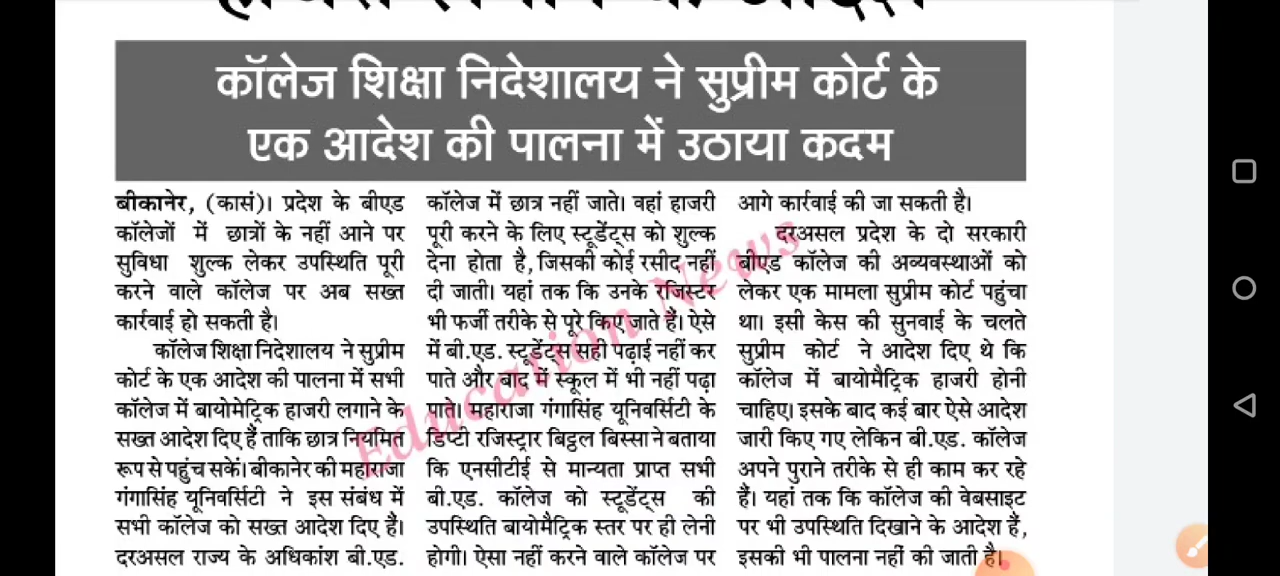 कॉलेज शिक्षा निदेशालय ने सुप्रीम कोर्ट के
एक आदेश की पालना में उठाया कदम
बीकानेर, (कासं)। प्रदेश के बीएड
कॉलेजों में छात्रों के नहीं आने पर
सुविधा शुल्क लेकर उपस्थिति पूरी
करने वाले कॉलेज पर अब सख्त
कार्रवाई हो सकती है।
कॉलेज शिक्षा निदेशालय ने सुप्रीम
कोर्ट के एक आदेश की पालना में सभी
कॉलेज में बायोमेट्रिक हाजरी लगाने के
सख्त आदेश दिए हैं ताकि छात्र नियमित
रूप से पहुंच सकें। बीकानेर की महाराजा
गंगासिंह यूनिवर्सिटी ने इस संबंध में
सभी कॉलेज को सख्त आदेश दिए हैं।
दरअसल राज्य के अधिकांश बी.एड.
कॉलेज में छात्र नहीं जाते। वहां हाजरी
पूरी करने के लिए स्टूडेंट्स को शुल्क
देना होता है, जिसकी कोई रसीद नहीं
दी जाती। यहां तक कि उनके रजिस्टर
भी फर्जी तरीके से पूरे किए जाते हैं। ऐसे
में बी.एड. स्टूडेंट्स सही पढ़ाई नहीं कर
पाते और बाद में स्कूल में भी नहीं पढ़ा
पाते। महाराजा गंगासिंह यूनिवर्सिटी के
डिप्टी रजिस्ट्रार बिट्ठल बिस्सा ने बताया
कि एनसीटीई से मान्यता प्राप्त सभी
बी.एड. कॉलेज को स्टूडेंट्स की
उपस्थिति बायोमैट्रिक स्तर पर ही लेनी
होगी। ऐसा नहीं करने वाले कॉलेज पर
आगे कार्रवाई की जा सकती है।
दरअसल प्रदेश के दो सरकारी
बीएड कॉलेज की अव्यवस्थाओं को
लेकर एक मामला सुप्रीम कोर्ट पहुंचा
था। इसी केस की सुनवाई के चलते
सुप्रीम कोर्ट ने आदेश दिए थे कि
कॉलेज में बायोमैट्रिक हाजरी होनी
चाहिए। इसके बाद कई बार ऐसे आदेश
जारी किए गए लेकिन बी.एड. कॉलेज
अपने पुराने तरीके से ही काम कर रहे
हैं। यहां तक कि कॉलेज की वेबसाइट
पर भी उपस्थिति दिखाने के आदेश हैं,
इसकी भी पालना नहीं की जाती है।
Education News